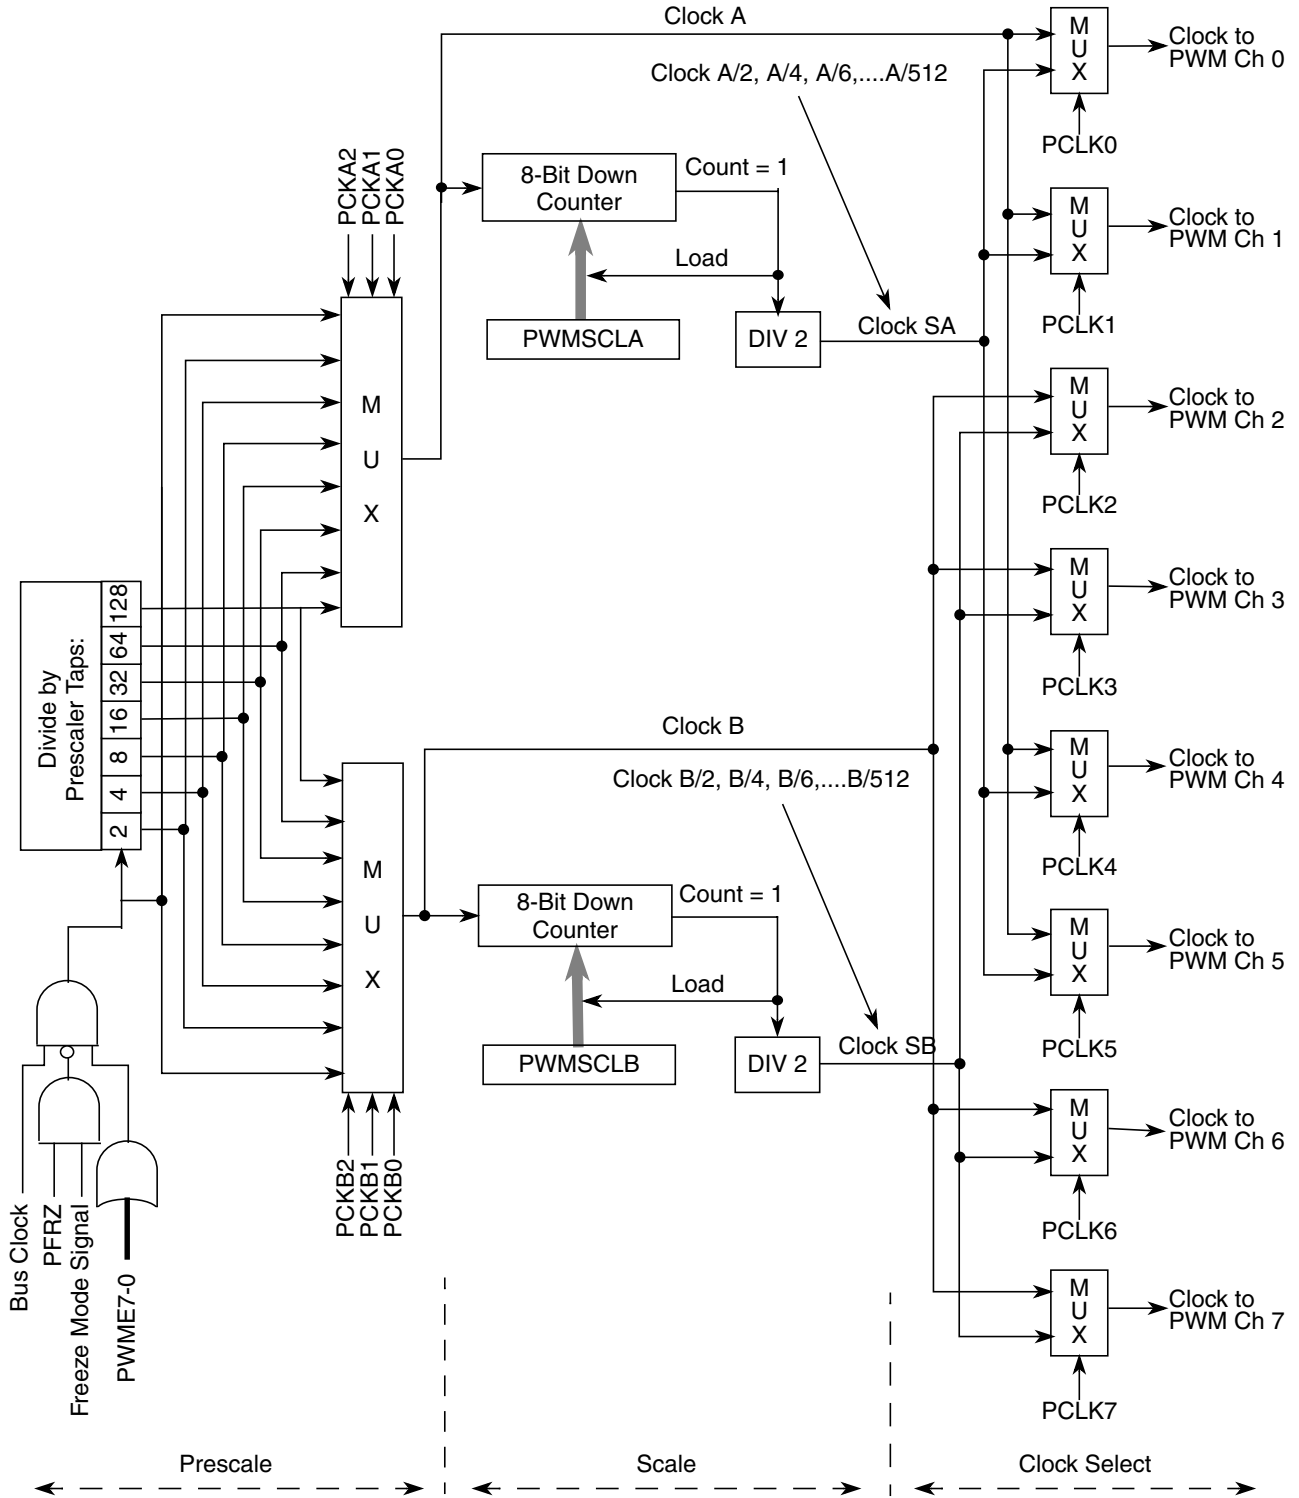 Clock A
Clock A/2, A/4, A/6,....A/512
M
U
X
Clock to
PWM Ch 0
PCLK0
PCKA2
PCKA1
PCKA0
8-Bit Down
Counter
Count = 1
Load
PWMSCLA
DIV 2
Clock SA
M
U
X
Clock to
PWM Ch 1
PCLK1
M
U
X
Clock to
PWM Ch 2
PCLK2
M
U
X
M
U
X
Clock to
PWM Ch 3
PCLK3
Divide by
Prescaler Taps:
128
64
32
16
8
4
2
Clock B
Clock B/2, B/4, B/6,....B/512
M
U
X
Clock to
PWM Ch 4
PCLK4
M
U
X
8-Bit Down
Counter
Count = 1
Load
PWMSCLB
DIV 2
Clock SB
M
U
X
Clock to
PWM Ch 5
PCLK5
M
U
X
Clock to
PWM Ch 6
PCLK6
PCKB2
PCKB1
PCKB0
Bus Clock
PFRZ
Freeze Mode Signal
PWME7-0
M
U
X
Clock to
PWM Ch 7
PCLK7
Prescale
Scale
Clock Select